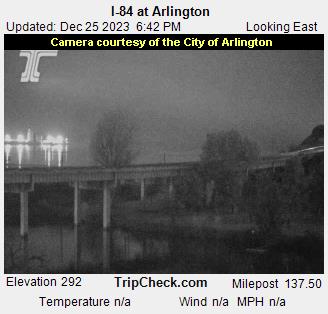 I-84 at Arlington
Updated: Dec 25 2023 6:42 PM Looking East
Camera courtesy of the City of Arlington
Elevation 292 TripCheck.com Milepost 137.50
Temperature n/a Wind n/a MPH n/a